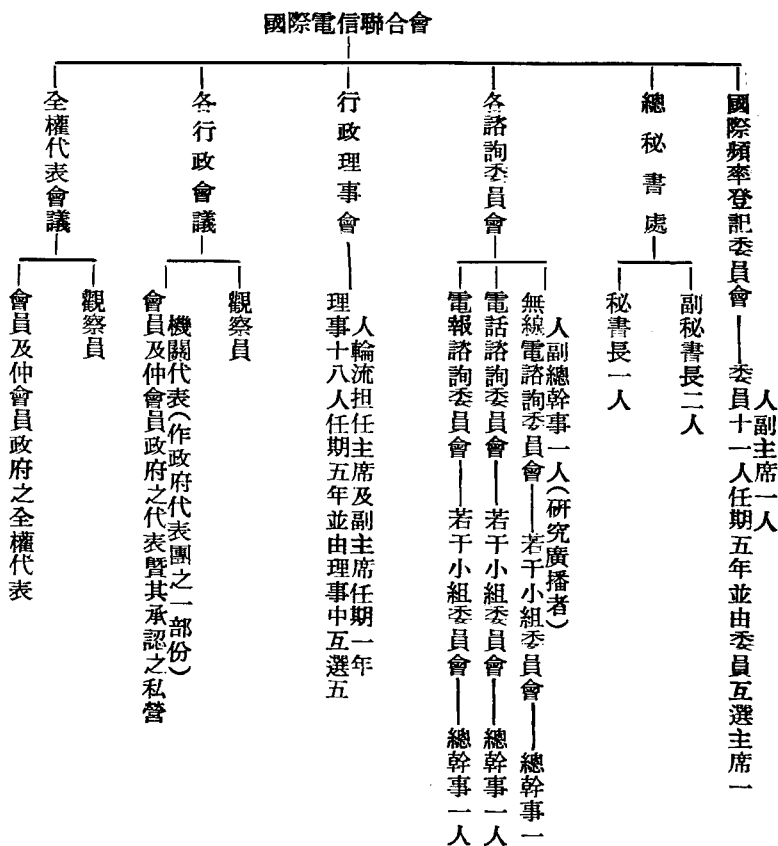 國際電信聯合會
國際頻率登記委員會
委員十一人任期五年並由委員互選主席一
人副主席一人
總秘書處
副秘書長二人
秘書長一人
各諮詢委員會
無線電諮詢委員會
若干小組委員會
總幹事一
人副總幹事一人(研究廣播者)
電話諮詢委員會
若干小組委員會
總幹事一人
電報諮詢委員會
若干小組委員會
總幹事一人
行政理事會
理事十八人任期五年並由理事中互選五
人輪流担任主席及副主席任期一年
各行政會議
觀察員
會員及仲會員政府之代表暨其承認之私營
機關代表(作政府代表團之一部份)
全權代表會議
觀察員
會員及仲會員政府之全權代表